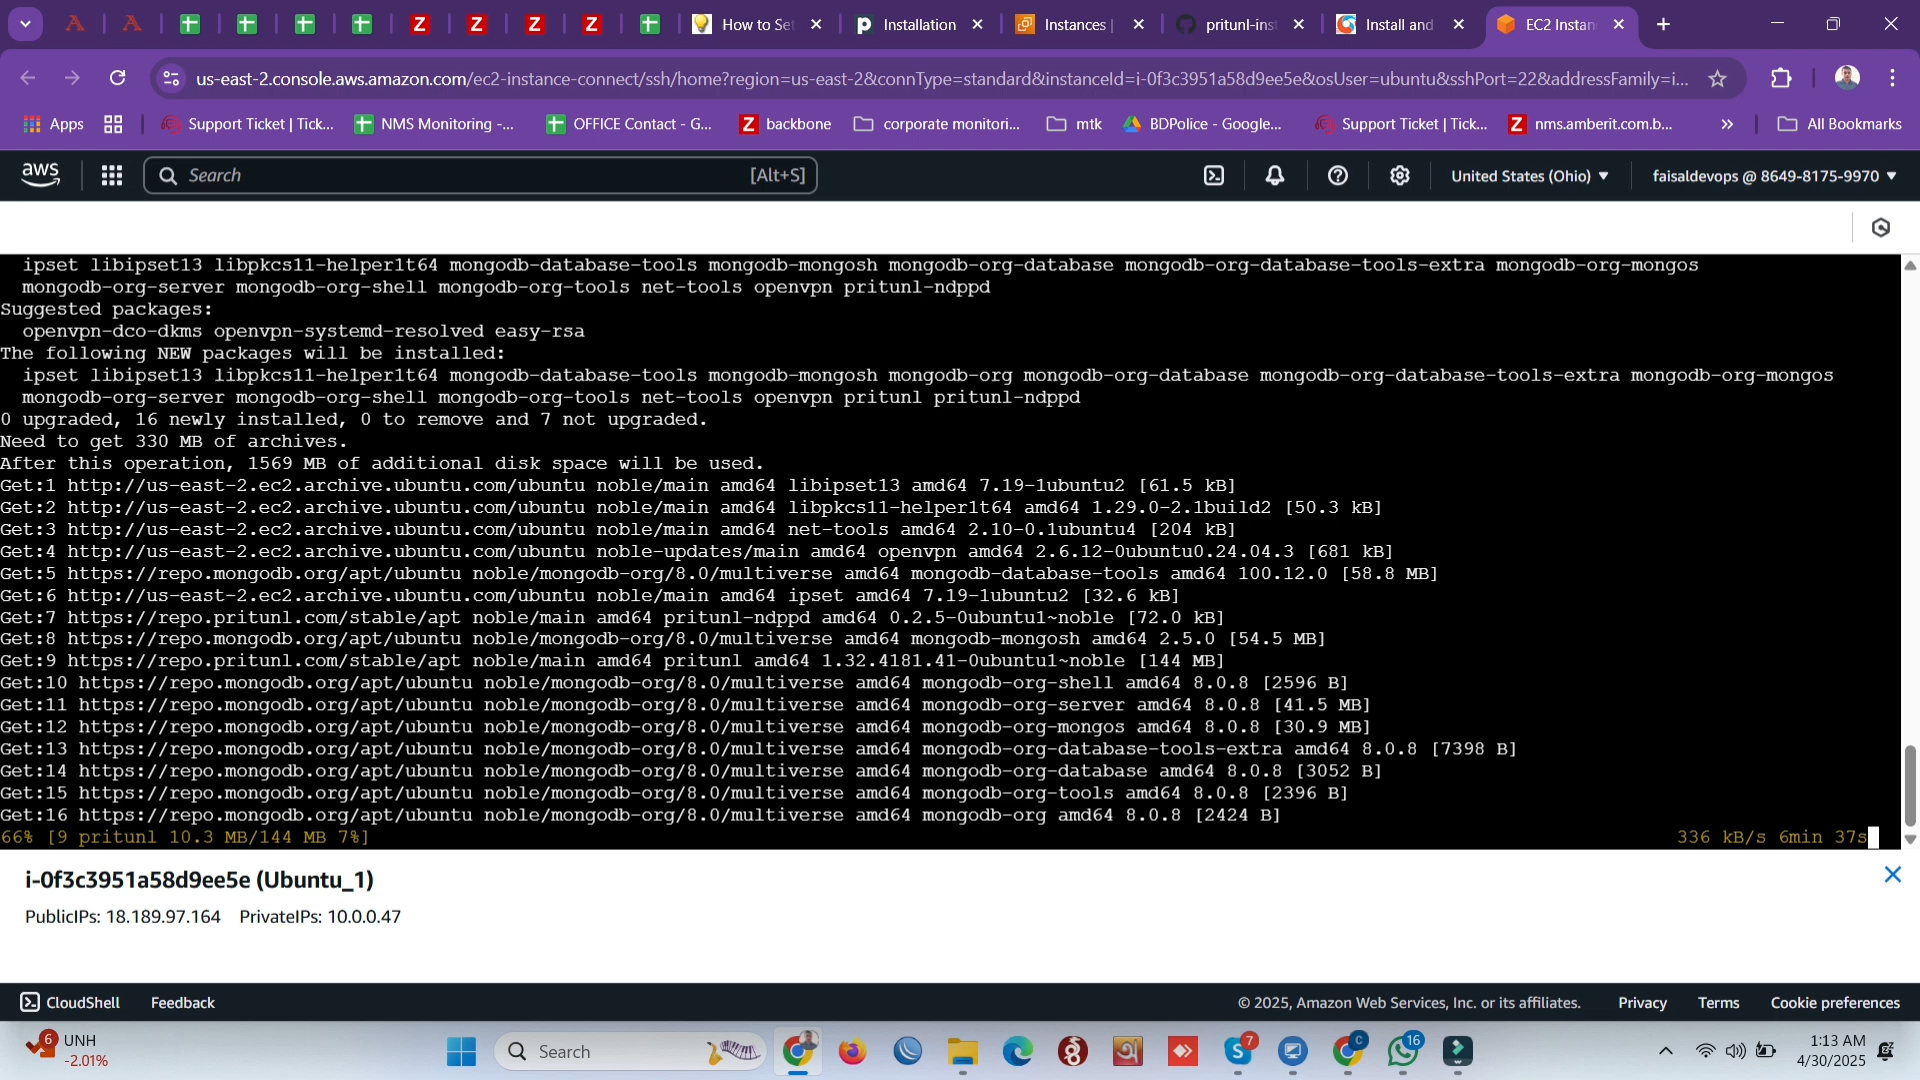 How to Set
Installation
Instances |
pritunl-inst
Install and
EC2 Instan
us-east-2.console.aws.amazon.com/ec2-instance-connect/ssh/home?region=us-east-2&connType=standard&instanceId=i-0f3c3951a58d9ee5e&osUser=ubuntu&sshPort=22&addressFamily=i...
Apps
Support Ticket | Tick...
NMS Monitoring -...
OFFICE Contact - G...
Z backbone
corporate monitori...
mtk
BDPolice - Google...
Support Ticket | Tick...
Z nms.amberit.com.b...
»
All Bookmarks
aws
Search [Alt+S]
United States (Ohio)
faisaldevops @ 8649-8175-9970
ipset libipset13 libpkcs11-helper1t64 mongodb-database-tools mongodb-mongosh mongodb-org-database mongodb-org-database-tools-extra mongodb-org-mongos
mongodb-org-server mongodb-org-shell mongodb-org-tools net-tools openvpn pritunl-ndppd
Suggested packages:
openvpn-dco-dkms openvpn-systemd-resolved easy-rsa
The following NEW packages will be installed:
ipset libipset13 libpkcs11-helper1t64 mongodb-database-tools mongodb-mongosh mongodb-org mongodb-org-database mongodb-org-database-tools-extra mongodb-org-mongos
mongodb-org-server mongodb-org-shell mongodb-org-tools net-tools openvpn pritunl pritunl-ndppd
0 upgraded, 16 newly installed, 0 to remove and 7 not upgraded.
Need to get 330 MB of archives.
After this operation, 1569 MB of additional disk space will be used.
Get:1 http://us-east-2.ec2.archive.ubuntu.com/ubuntu noble/main amd64 libipset13 amd64 7.19-1ubuntu2 [61.5 kB]
Get:2 http://us-east-2.ec2.archive.ubuntu.com/ubuntu noble/main amd64 libpkcs11-helper1t64 amd64 1.29.0-2.1build2 [50.3 kB]
Get:3 http://us-east-2.ec2.archive.ubuntu.com/ubuntu noble/main amd64 net-tools amd64 2.10-0.1ubuntu4 [204 kB]
Get:4 http://us-east-2.ec2.archive.ubuntu.com/ubuntu noble-updates/main amd64 openvpn amd64 2.6.12-0ubuntu0.24.04.3 [681 kB]
Get:5 https://repo.mongodb.org/apt/ubuntu noble/mongodb-org/8.0/multiverse amd64 mongodb-database-tools amd64 100.12.0 [58.8 MB]
Get:6 http://us-east-2.ec2.archive.ubuntu.com/ubuntu noble/main amd64 ipset amd64 7.19-1ubuntu2 [32.6 kB]
Get:7 https://repo.pritunl.com/stable/apt noble/main amd64 pritunl-ndppd amd64 0.2.5-0ubuntu1~noble [72.0 kB]
Get:8 https://repo.mongodb.org/apt/ubuntu noble/mongodb-org/8.0/multiverse amd64 mongodb-mongosh amd64 2.5.0 [54.5 MB]
Get:9 https://repo.pritunl.com/stable/apt noble/main amd64 pritunl amd64 1.32.4181.41-0ubuntu1~noble [144 MB]
Get:10 https://repo.mongodb.org/apt/ubuntu noble/mongodb-org/8.0/multiverse amd64 mongodb-org-shell amd64 8.0.8 [2596 B]
Get:11 https://repo.mongodb.org/apt/ubuntu noble/mongodb-org/8.0/multiverse amd64 mongodb-org-server amd64 8.0.8 [41.5 MB]
Get:12 https://repo.mongodb.org/apt/ubuntu noble/mongodb-org/8.0/multiverse amd64 mongodb-org-mongos amd64 8.0.8 [30.9 MB]
Get:13 https://repo.mongodb.org/apt/ubuntu noble/mongodb-org/8.0/multiverse amd64 mongodb-org-database-tools-extra amd64 8.0.8 [7398 B]
Get:14 https://repo.mongodb.org/apt/ubuntu noble/mongodb-org/8.0/multiverse amd64 mongodb-org-database amd64 8.0.8 [3052 B]
Get:15 https://repo.mongodb.org/apt/ubuntu noble/mongodb-org/8.0/multiverse amd64 mongodb-org-tools amd64 8.0.8 [2396 B]
Get:16 https://repo.mongodb.org/apt/ubuntu noble/mongodb-org/8.0/multiverse amd64 mongodb-org amd64 8.0.8 [2424 B]
66% [9 pritunl 10.3 MB/144 MB 7%] 336 kB/s 6min 37s
i-0f3c3951a58d9ee5e (Ubuntu_1)
PublicIPs: 18.189.97.164 PrivateIPs: 10.0.0.47
CloudShell Feedback © 2025, Amazon Web Services, Inc. or its affiliates. Privacy Terms Cookie preferences
6
UNH
-2.01%
Search
7
16
1:13 AM
4/30/2025